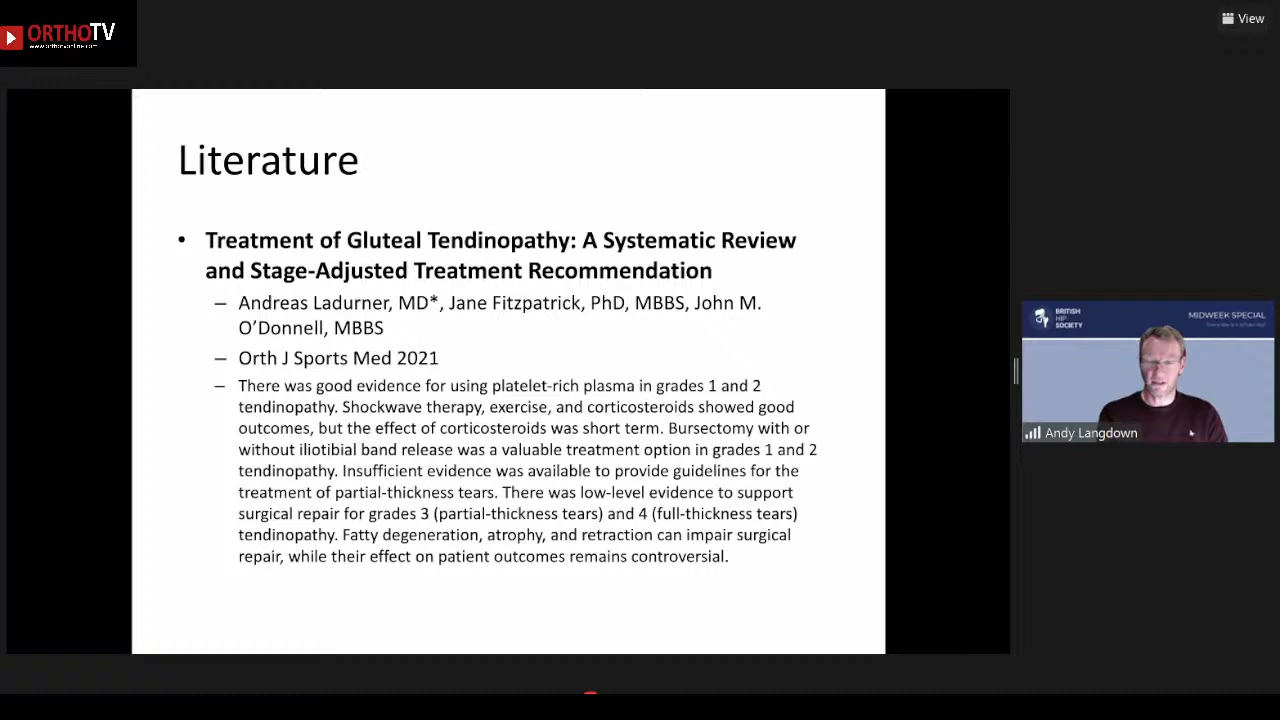 ORTHOTV
View
Literature
• Treatment of Gluteal Tendinopathy: A Systematic Review
and Stage-Adjusted Treatment Recommendation
– Andreas Ladurner, MD*, Jane Fitzpatrick, PhD, MBBS, John M.
O’Donnell, MBBS
– Orth J Sports Med 2021
– There was good evidence for using platelet-rich plasma in grades 1 and 2
tendinopathy. Shockwave therapy, exercise, and corticosteroids showed good
outcomes, but the effect of corticosteroids was short term. Bursectomy with or
without iliotibial band release was a valuable treatment option in grades 1 and 2
tendinopathy. Insufficient evidence was available to provide guidelines for the
treatment of partial-thickness tears. There was low-level evidence to support
surgical repair for grades 3 (partial-thickness tears) and 4 (full-thickness tears)
tendinopathy. Fatty degeneration, atrophy, and retraction can impair surgical
repair, while their effect on patient outcomes remains controversial.
BRITISH
HIP
SOCIETY
MIDWEEK SPECIAL
Andy Langdown